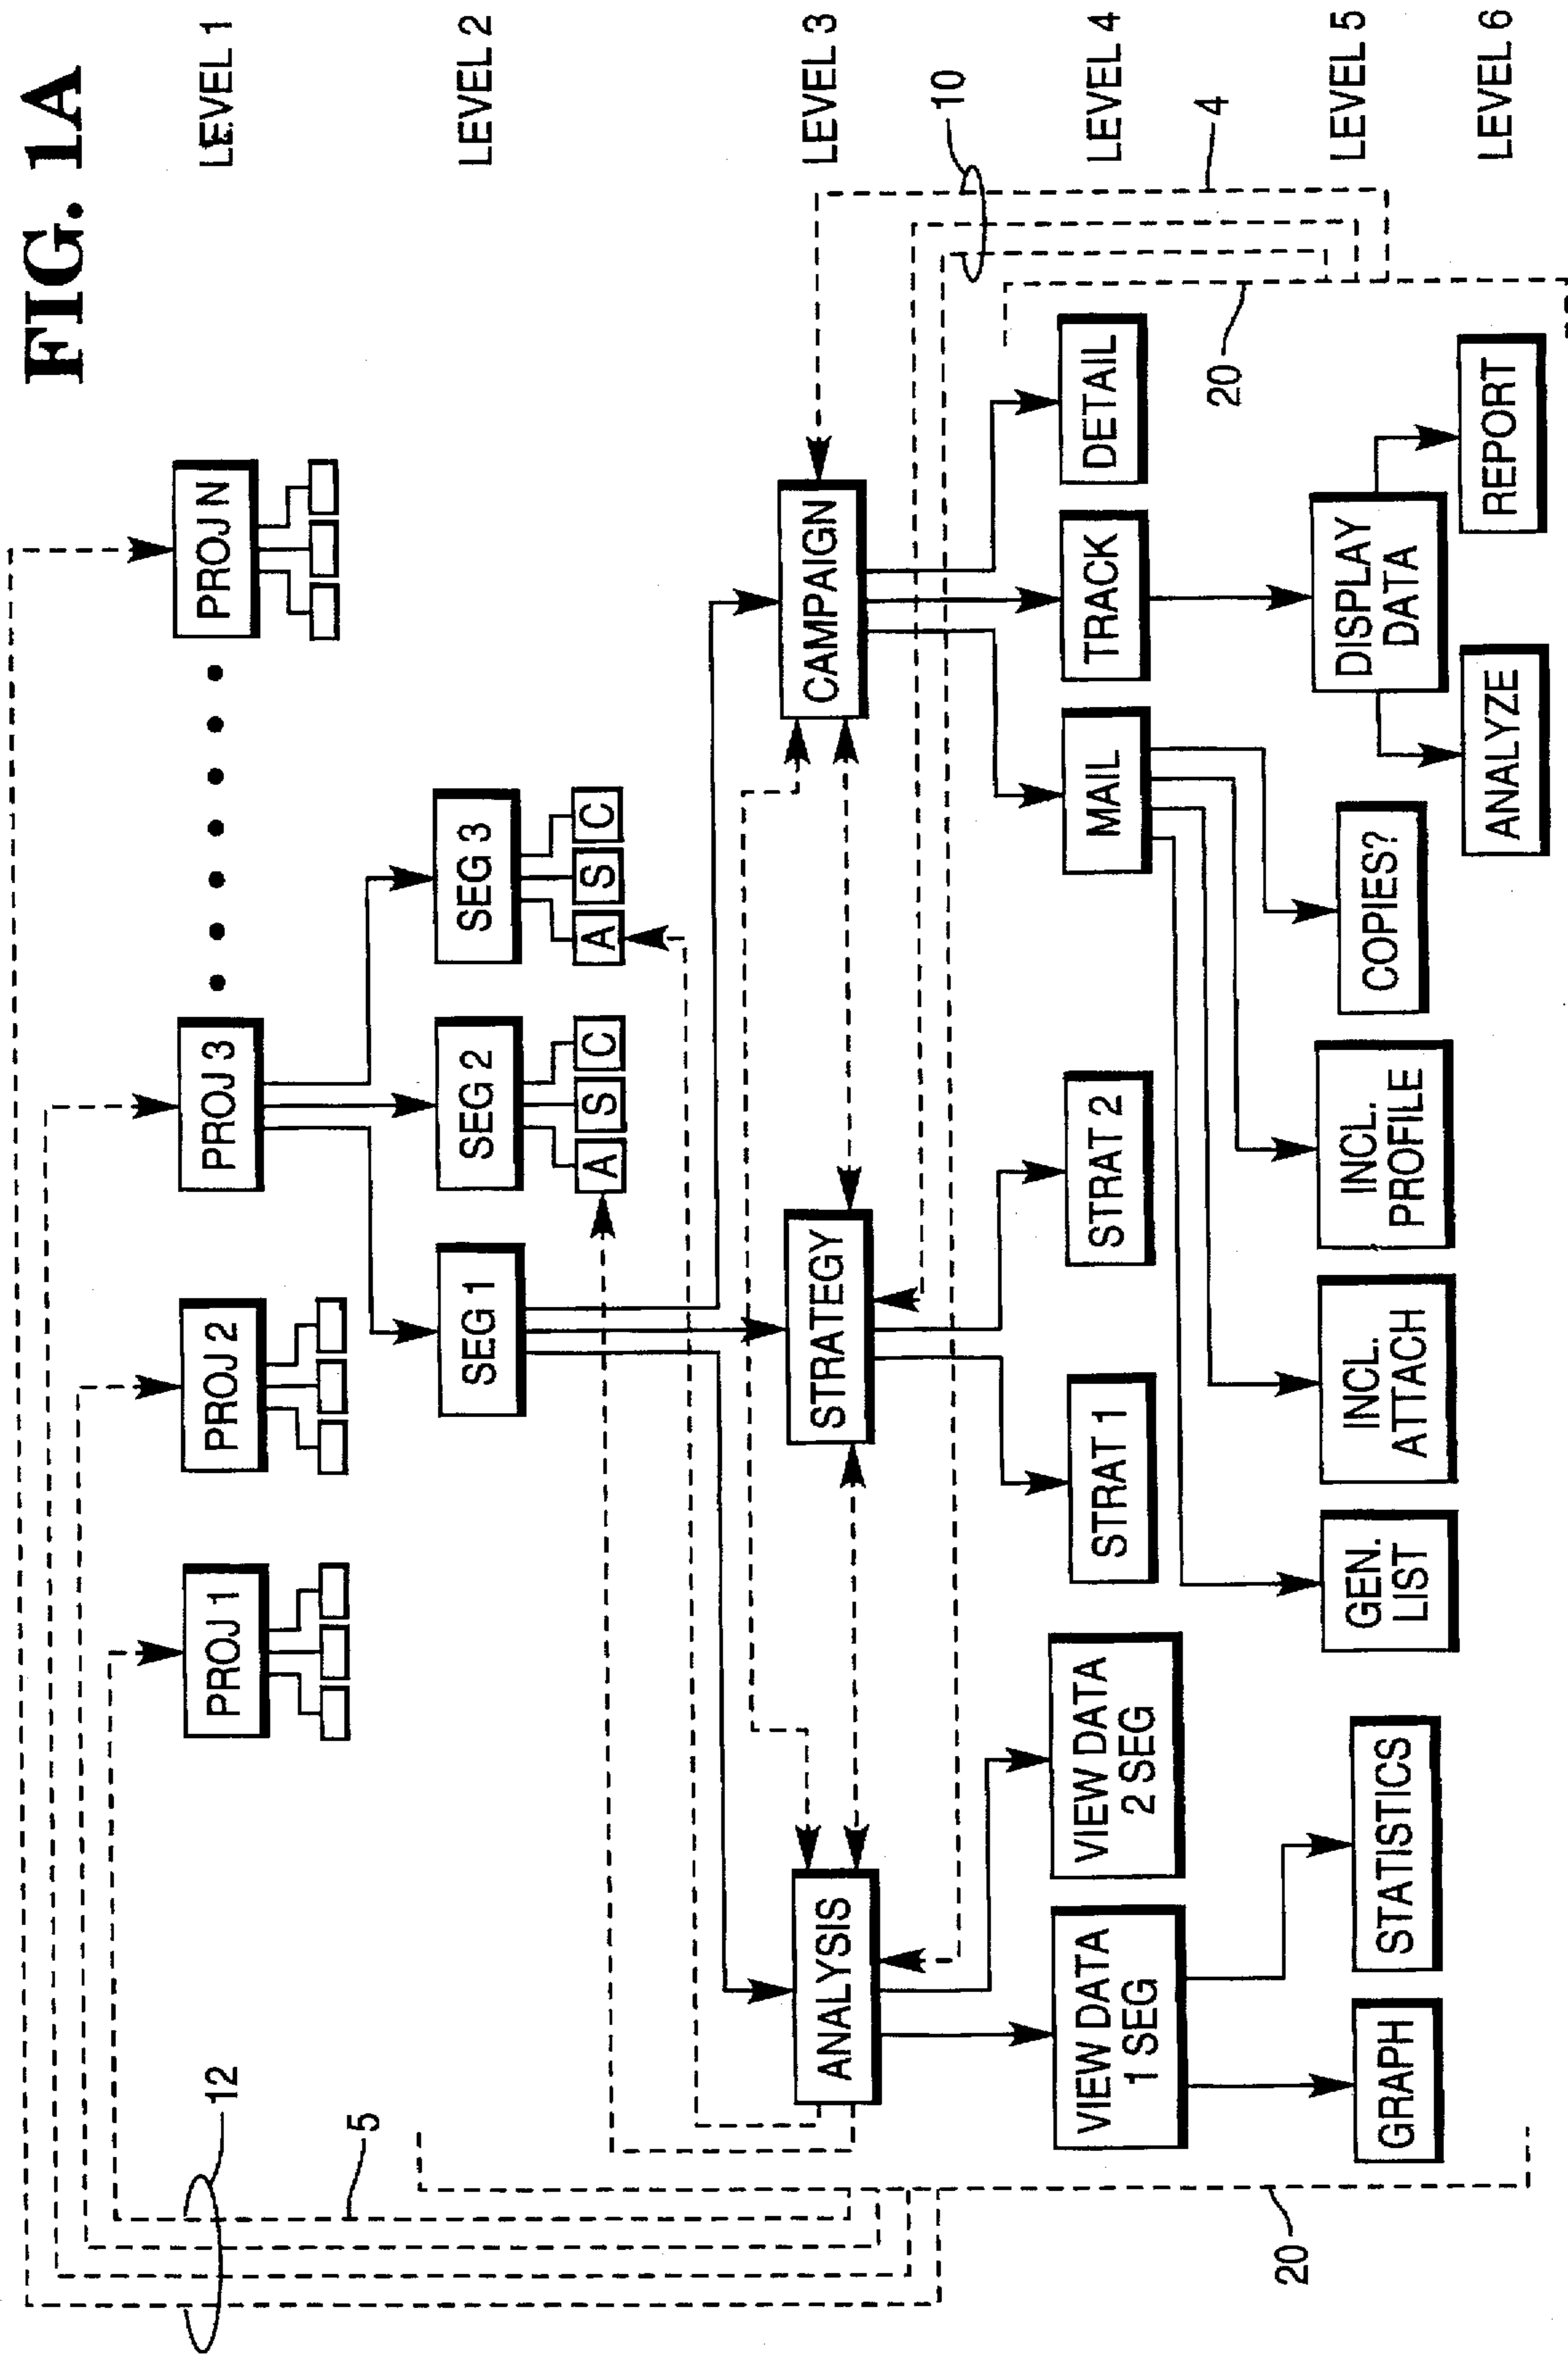 FIG. 1A
LEVEL 1
PROJ 1
PROJ 2
PROJ 3
PROJ N
LEVEL 2
SEG 1
SEG 2
SEG 3
A
S
C
A
S
C
LEVEL 3
ANALYSIS
STRATEGY
CAMPAIGN
12
5
10
LEVEL 4
VIEW DATA
1 SEG
VIEW DATA
2 SEG
STRAT 1
STRAT 2
MAIL
TRACK
DETAIL
4
20
20
LEVEL 5
GRAPH
STATISTICS
GEN.
LIST
INCL.
ATTACH
INCL.
PROFILE
COPIES?
DISPLAY
DATA
LEVEL 6
ANALYZE
REPORT